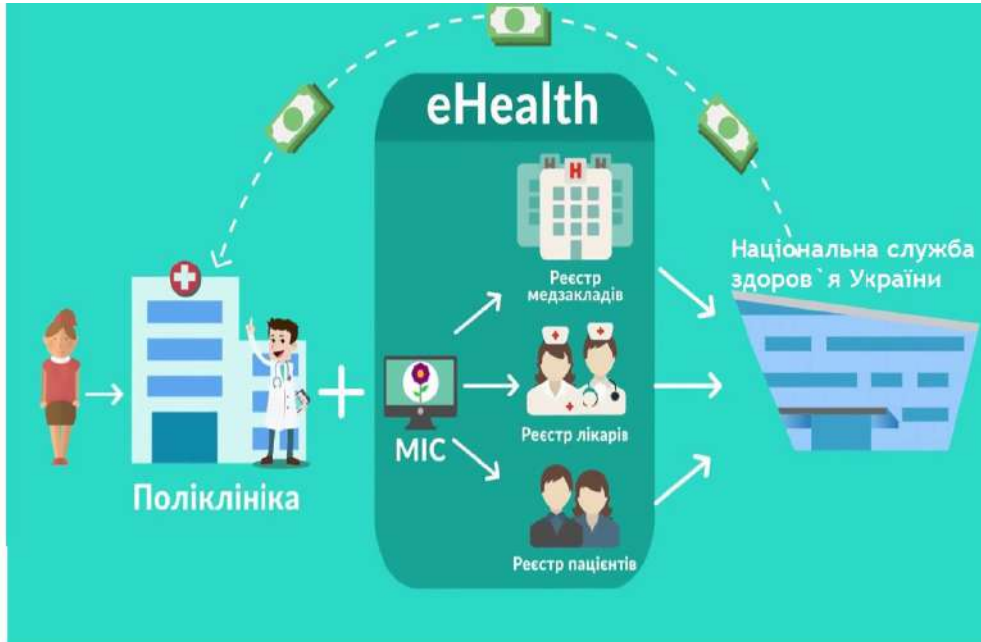 eHealth
H H H
Реєстр
медзакладів
Національна служба
здоров`я України
МІС
Реєстр лікарів
Поліклініка
Реєстр пацієнтів